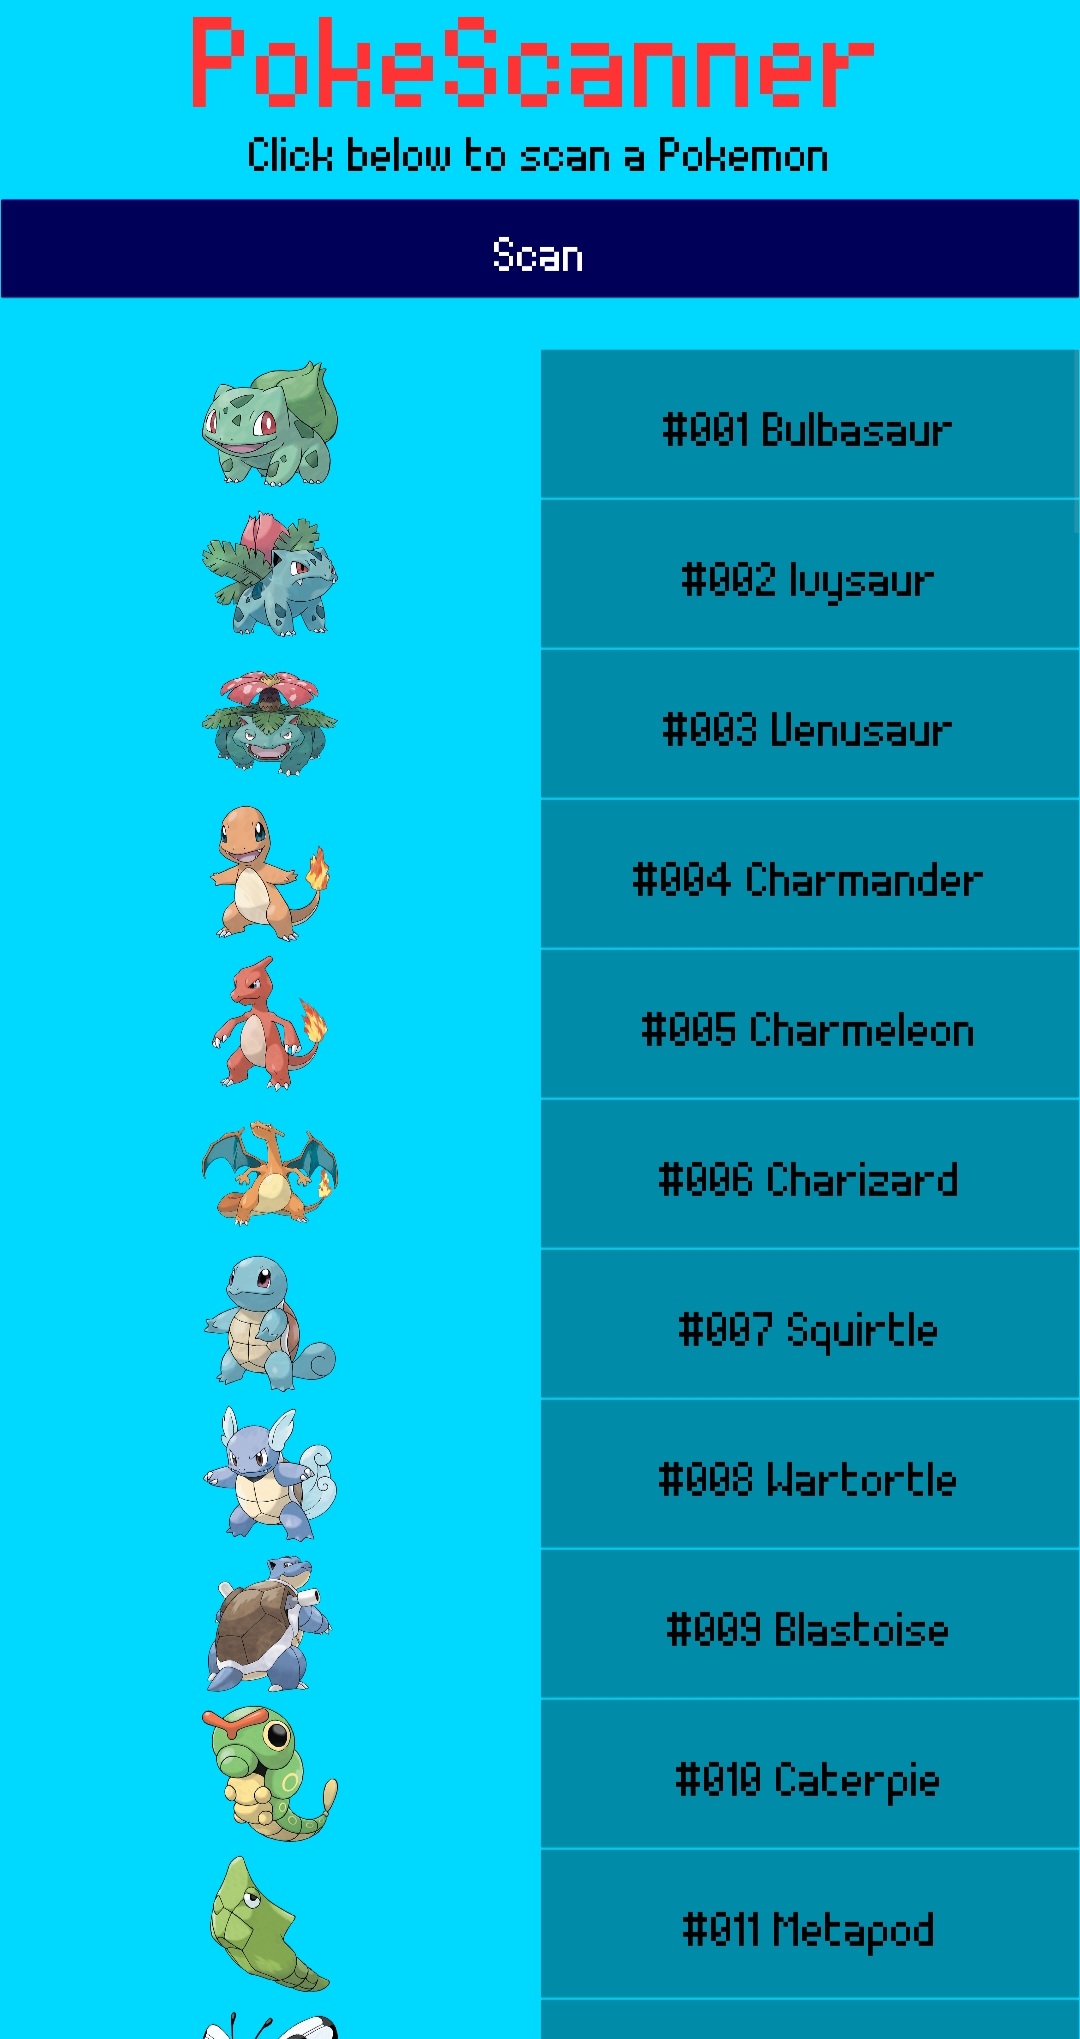 PokeScanner
Click below to scan a Pokemon
Scan
#001 Bulbasaur
#002 Ivysaur
#003 Venusaur
#004 Charmander
#005 Charmeleon
#006 Charizard
#007 Squirtle
#008 Wartortle
#009 Blastoise
#010 Caterpie
#011 Metapod